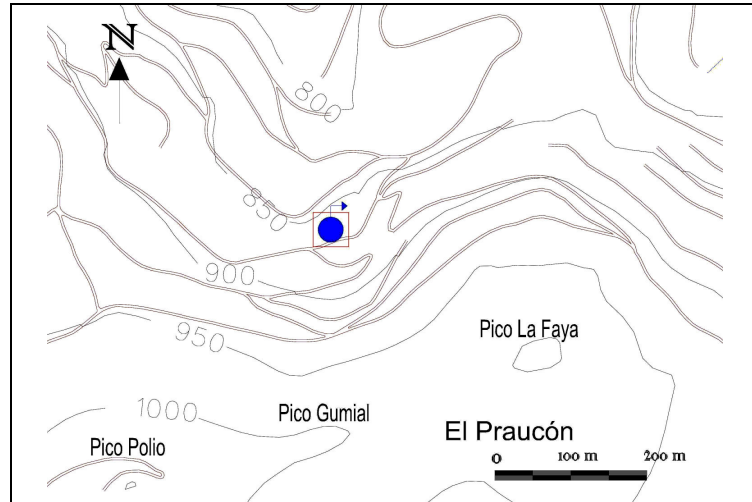 N
800
850
900
950
Pico La Faya
1000
Pico Gumial
El Praucón
Pico Polio
0 100 m 200 m